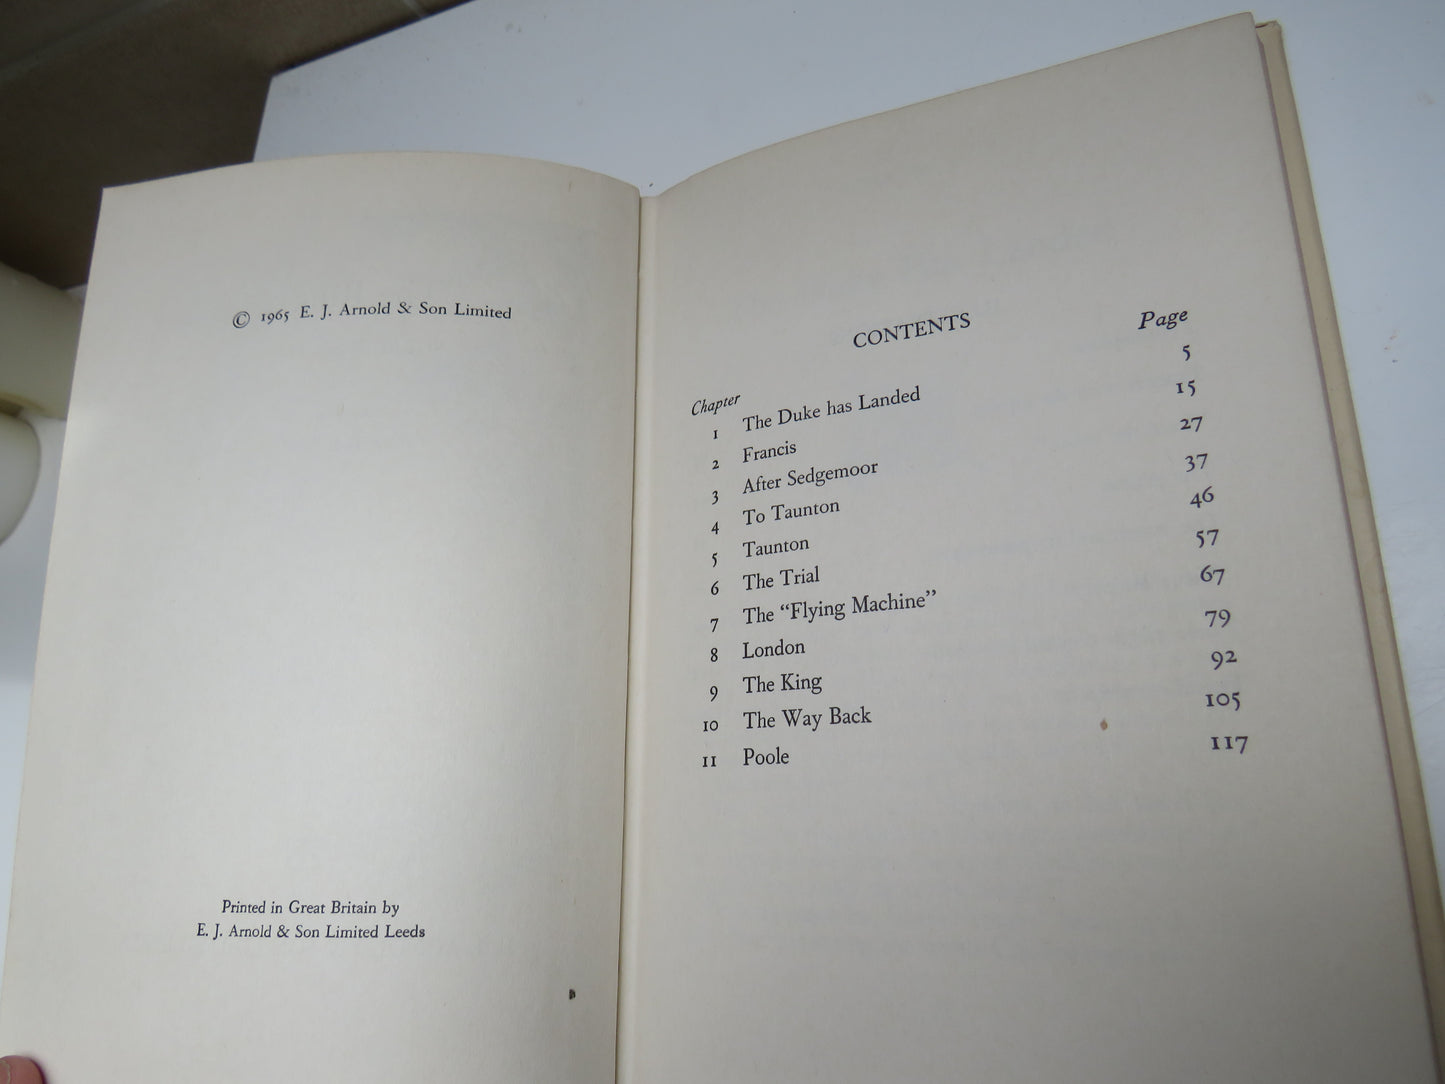 © 1965 E. J. Arnold & Son Limited
Printed in Great Britain by
E. J. Arnold & Son Limited Leeds
CONTENTS
Chapter Page
1 The Duke has Landed 5
2 Francis 15
3 After Sedgemoor 27
4 To Taunton 37
5 Taunton 46
6 The Trial 57
7 The “Flying Machine” 67
8 London 79
9 The King 92
10 The Way Back 105
11 Poole 117